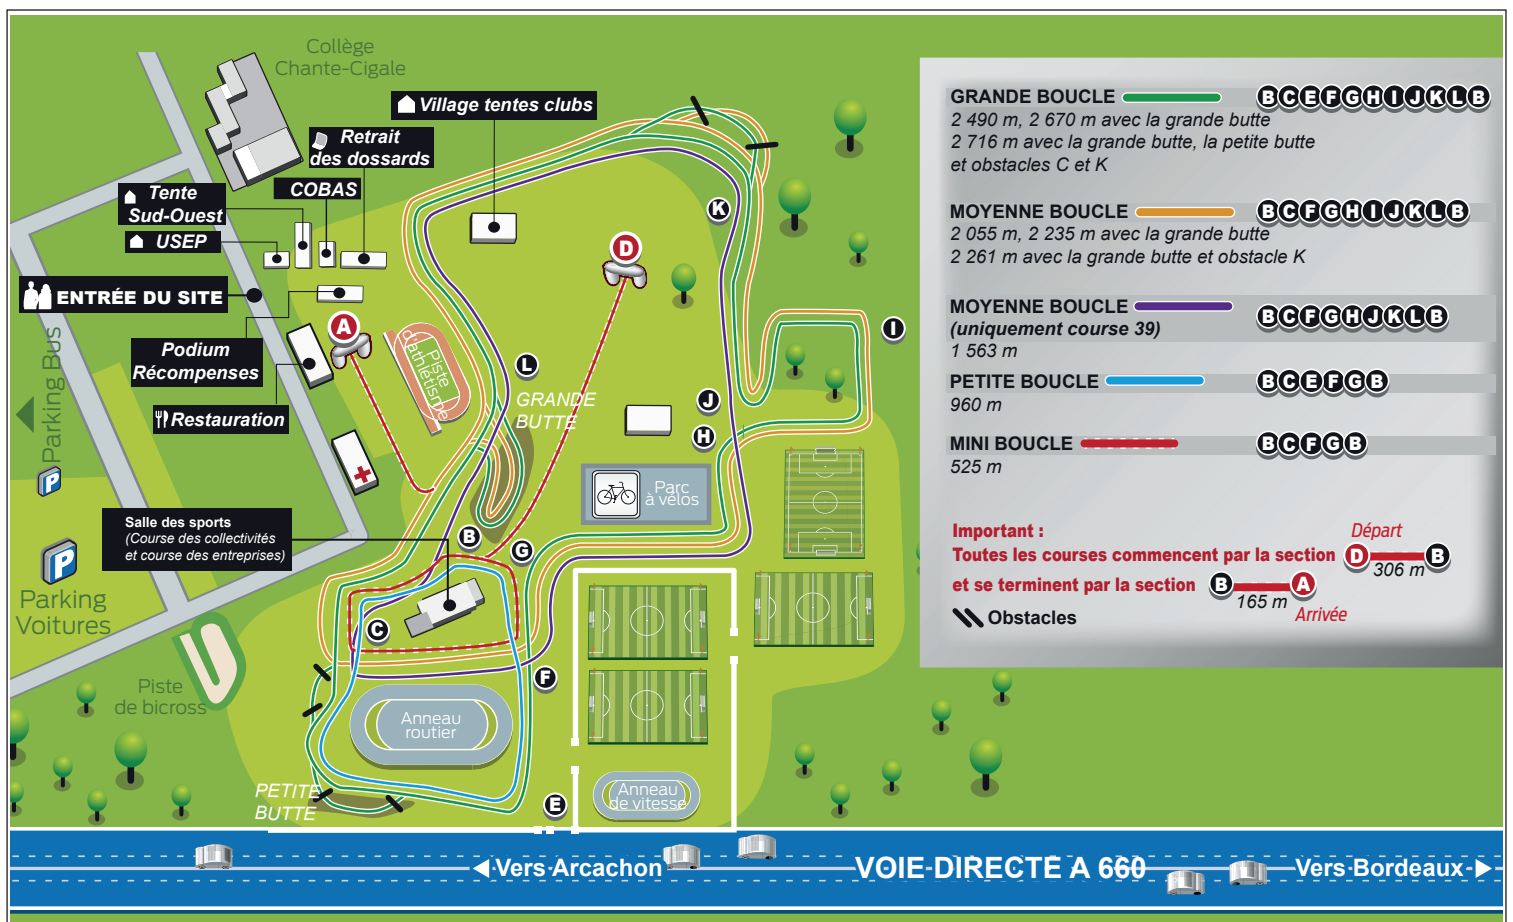 Collège
Chante-Cigale
Village tentes clubs
Retrait
des dossards
COBAS
Tente
Sud-Ouest
USEP
ENTRÉE DU SITE
Podium
Récompenses
Restauration
Parking Bus
P
Salle des sports
(Course des collectivités
et course des entreprises)
P
Parking
Voitures
Piste
de bicross
A
Piste
d'athlétisme
D
K
I
L
GRANDE
BUTTE
J
H
Parc
à vélos
B
G
C
F
Anneau
routier
PETITE
BUTTE
E
Anneau
de vitesse
GRANDE BOUCLE B C E F G H I J K L B
2 490 m, 2 670 m avec la grande butte
2 716 m avec la grande butte, la petite butte
et obstacles C et K
MOYENNE BOUCLE B C F G H I J K L B
2 055 m, 2 235 m avec la grande butte
2 261 m avec la grande butte et obstacle K
MOYENNE BOUCLE B C F G H J K L B
(uniquement course 39)
1 563 m
PETITE BOUCLE B C E F G B
960 m
MINI BOUCLE B C F G B
525 m
Important :
Départ
Toutes les courses commencent par la section D B
306 m
et se terminent par la section B A
165 m
Arrivée
Obstacles
Vers Arcachon
VOIE DIRECTE A 660
Vers Bordeaux